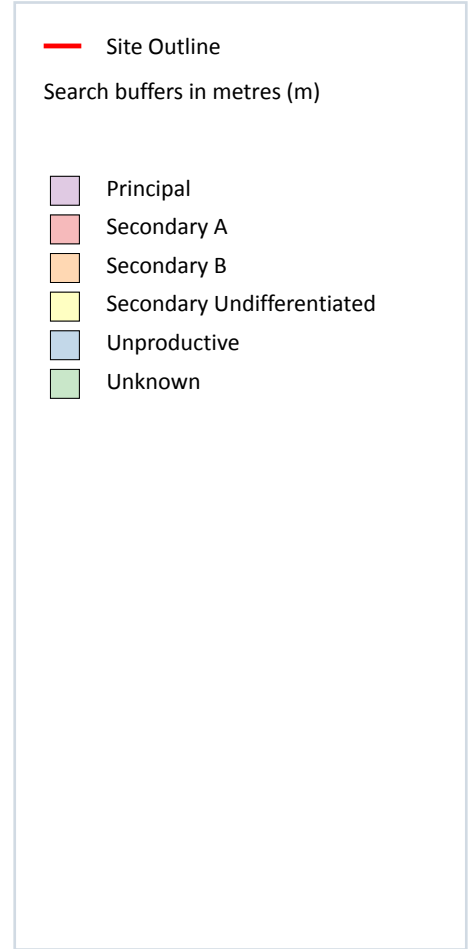 Site Outline
Search buffers in metres (m)
Principal
Secondary A
Secondary B
Secondary Undifferentiated
Unproductive
Unknown